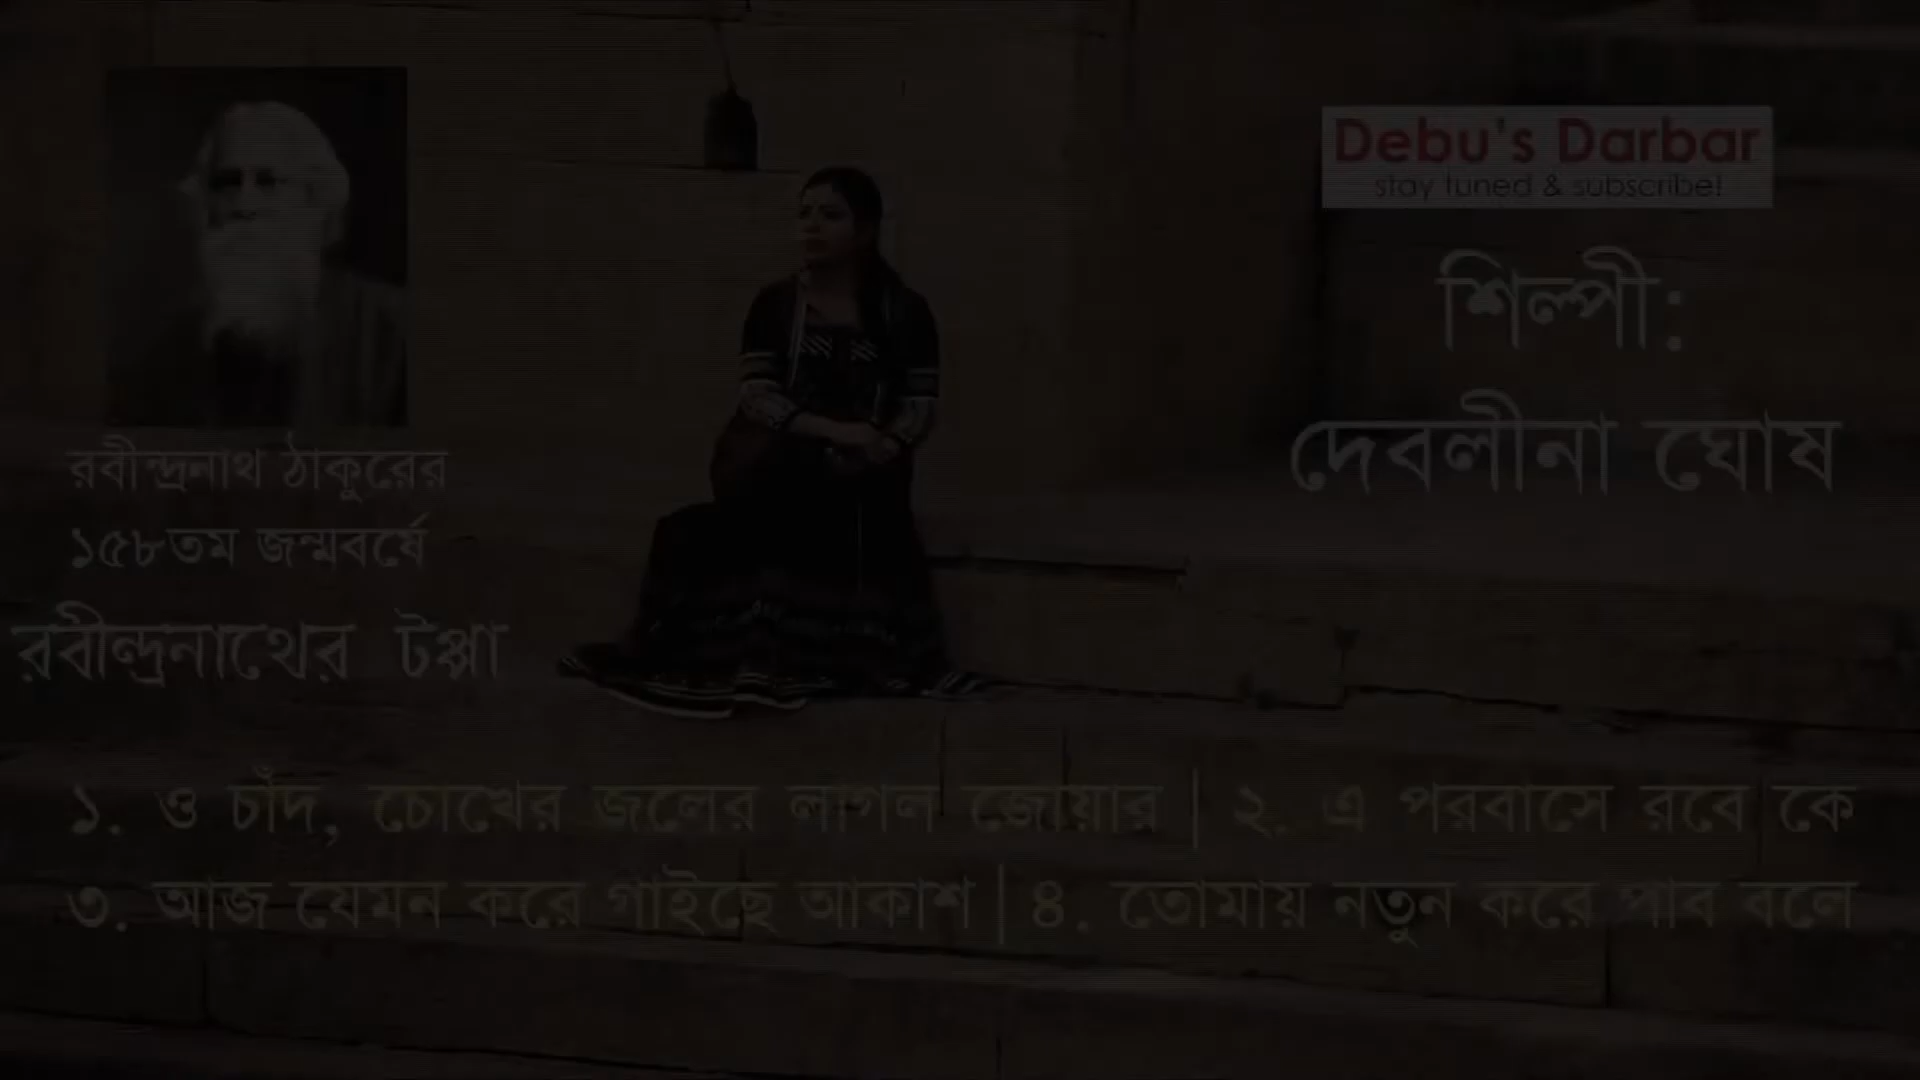 Debu's Darbar
stay tuned & subscribe!
শিল্পী:
দেবলীনা ঘোষ
রবীন্দ্রনাথ ঠাকুরের
১৫৮তম জন্মবর্ষে
রবীন্দ্রনাথের টপ্পা
১. ও চাঁদ, চোখের জলের লাগল জোয়ার | ২. এ পরবাসে রবে কে
৩. আজ যেমন করে গাইছে আকাশ | ৪. তোমায় নতুন করে পাব বলে